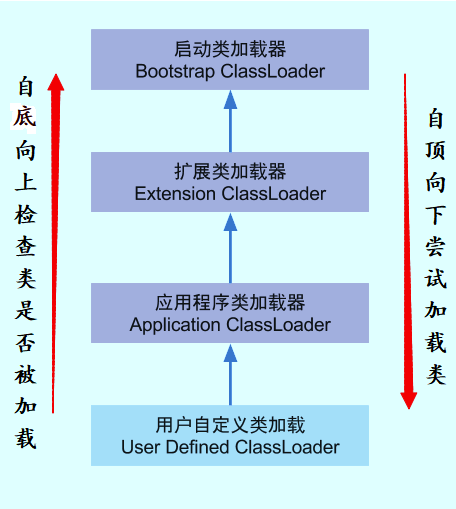 启动类加载器
Bootstrap ClassLoader
扩展类加载器
Extension ClassLoader
应用程序类加载器
Application ClassLoader
用户自定义类加载
User Defined ClassLoader
自底向上检查类是否被加载
自顶向下尝试加载类